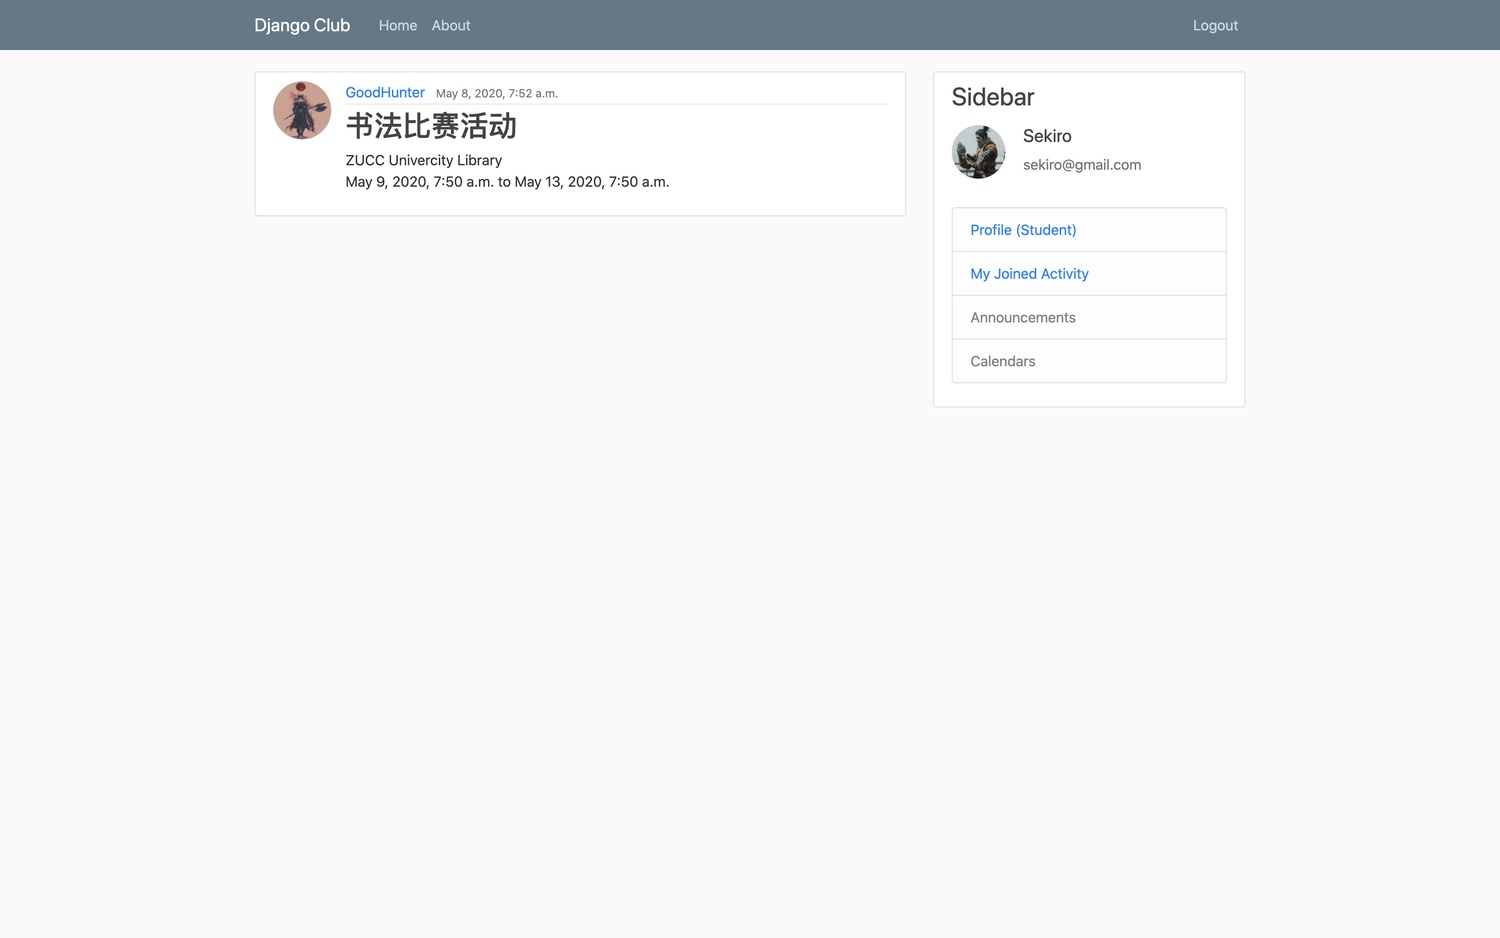 Django Club Home About Logout
GoodHunter May 8, 2020, 7:52 a.m.
书法比赛活动
ZUCC Univercity Library
May 9, 2020, 7:50 a.m. to May 13, 2020, 7:50 a.m.
Sidebar
Sekiro
sekiro@gmail.com
Profile (Student)
My Joined Activity
Announcements
Calendars